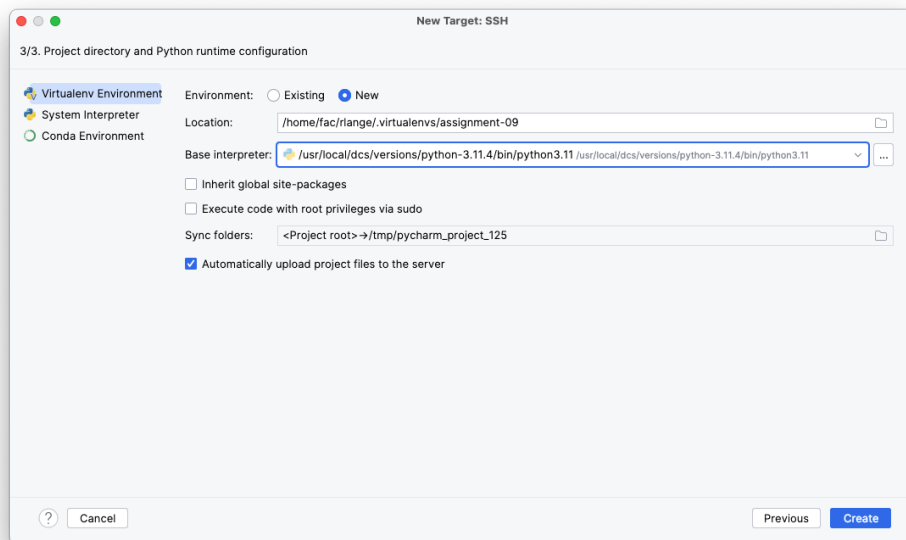 New Target: SSH
3/3. Project directory and Python runtime configuration
Virtualenv Environment
System Interpreter
Conda Environment
Environment: Existing New
Location: /home/fac/rlange/.virtualenvs/assignment-09
Base interpreter: /usr/local/dcs/versions/python-3.11.4/bin/python3.11 /usr/local/dcs/versions/python-3.11.4/bin/python3.11 ...
Inherit global site-packages
Execute code with root privileges via sudo
Sync folders: <Project root>→/tmp/pycharm_project_125
Automatically upload project files to the server
? Cancel Previous Create